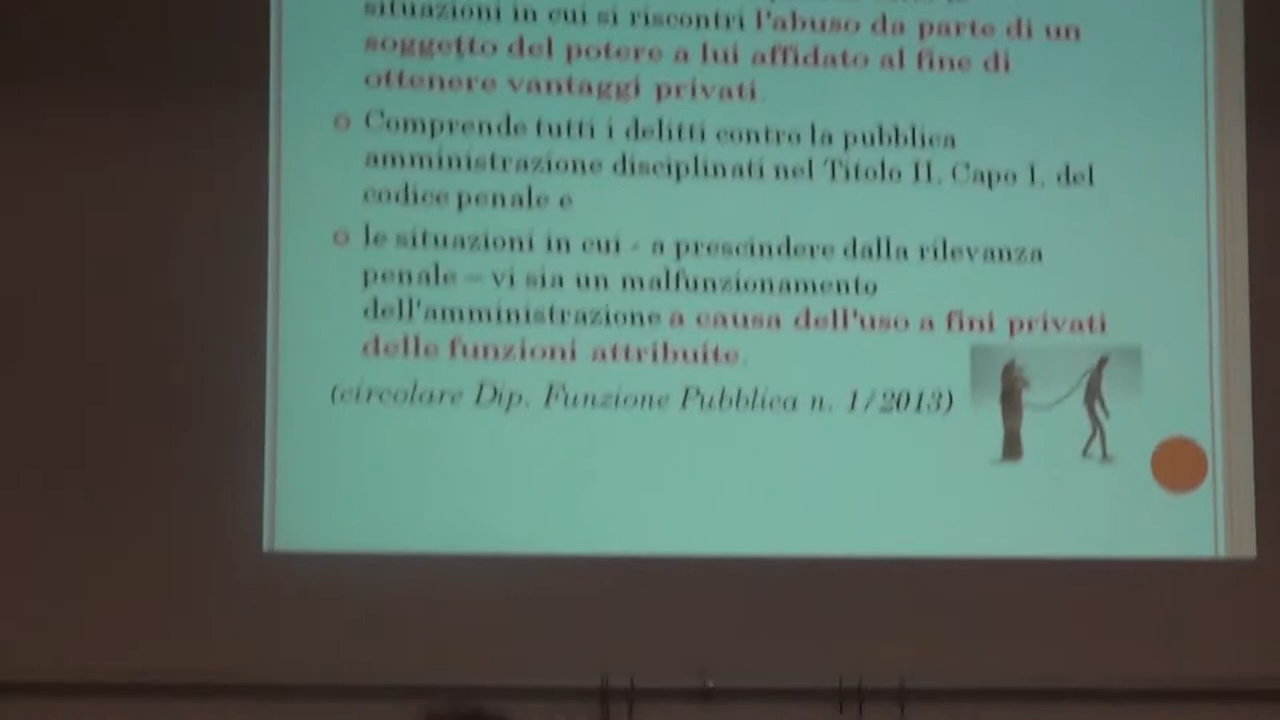 situazioni in cui si riscontri l'abuso da parte di un
soggetto del potere a lui affidato al fine di
ottenere vantaggi privati.
Comprende tutti i delitti contro la pubblica
amministrazione disciplinati nel Titolo II, Capo I, del
codice penale e
le situazioni in cui - a prescindere dalla rilevanza
penale – vi sia un malfunzionamento
dell'amministrazione a causa dell'uso a fini privati
delle funzioni attribuite.
(circolare Dip. Funzione Pubblica n. 1/2013)